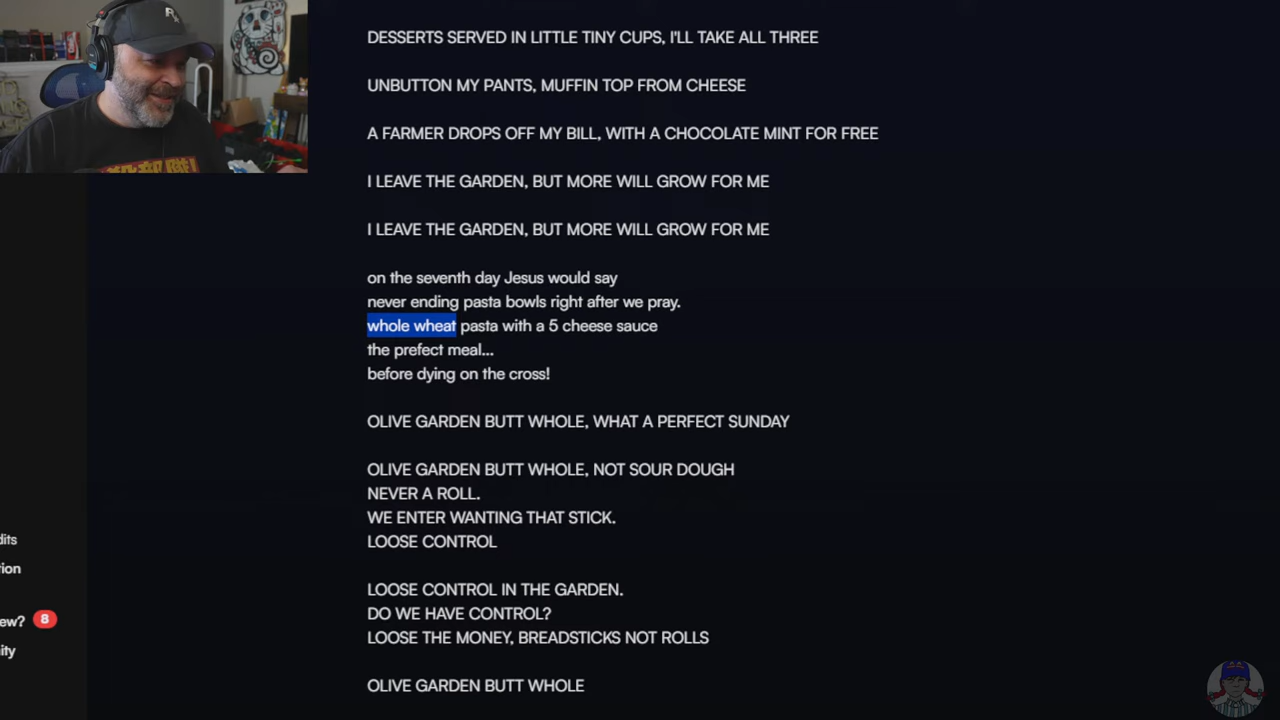 DESSERTS SERVED IN LITTLE TINY CUPS, I'LL TAKE ALL THREE
UNBUTTON MY PANTS, MUFFIN TOP FROM CHEESE
A FARMER DROPS OFF MY BILL, WITH A CHOCOLATE MINT FOR FREE
I LEAVE THE GARDEN, BUT MORE WILL GROW FOR ME
I LEAVE THE GARDEN, BUT MORE WILL GROW FOR ME
on the seventh day Jesus would say
never ending pasta bowls right after we pray.
whole wheat pasta with a 5 cheese sauce
the prefect meal...
before dying on the cross!
OLIVE GARDEN BUTT WHOLE, WHAT A PERFECT SUNDAY
OLIVE GARDEN BUTT WHOLE, NOT SOUR DOUGH
NEVER A ROLL.
WE ENTER WANTING THAT STICK.
LOOSE CONTROL
LOOSE CONTROL IN THE GARDEN.
DO WE HAVE CONTROL?
LOOSE THE MONEY, BREADSTICKS NOT ROLLS
OLIVE GARDEN BUTT WHOLE
dits
tion
ew? 8
ity